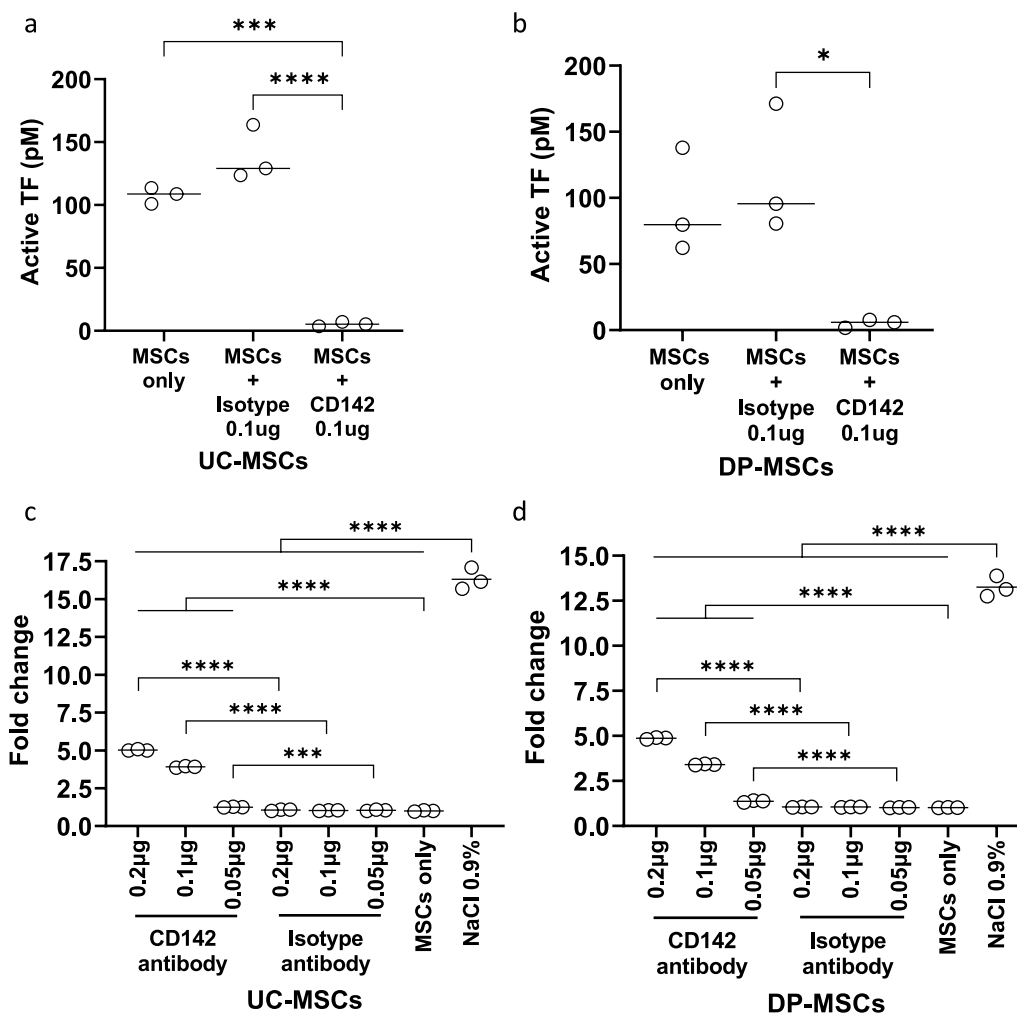 a
***
****
200
150
100
50
0
Active TF (pM)
MSCs only
MSCs + Isotype 0.1ug
MSCs + CD142 0.1ug
UC-MSCs
b
*
200
150
100
50
0
Active TF (pM)
MSCs only
MSCs + Isotype 0.1ug
MSCs + CD142 0.1ug
DP-MSCs
c
****
****
****
****
***
17.5
15.0
12.5
10.0
7.5
5.0
2.5
0.0
Fold change
0.2µg
0.1µg
0.05µg
0.2µg
0.1µg
0.05µg
MSCs only
NaCl 0.9%
CD142 antibody
Isotype antibody
UC-MSCs
d
****
****
****
****
****
15.0
12.5
10.0
7.5
5.0
2.5
0.0
Fold change
0.2µg
0.1µg
0.05µg
0.2µg
0.1µg
0.05µg
MSCs only
NaCl 0.9%
CD142 antibody
Isotype antibody
DP-MSCs